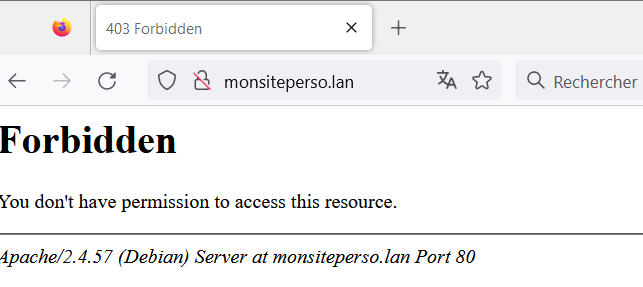 403 Forbidden
monsiteperso.lan
Rechercher
Forbidden
You don't have permission to access this resource.
Apache/2.4.57 (Debian) Server at monsiteperso.lan Port 80